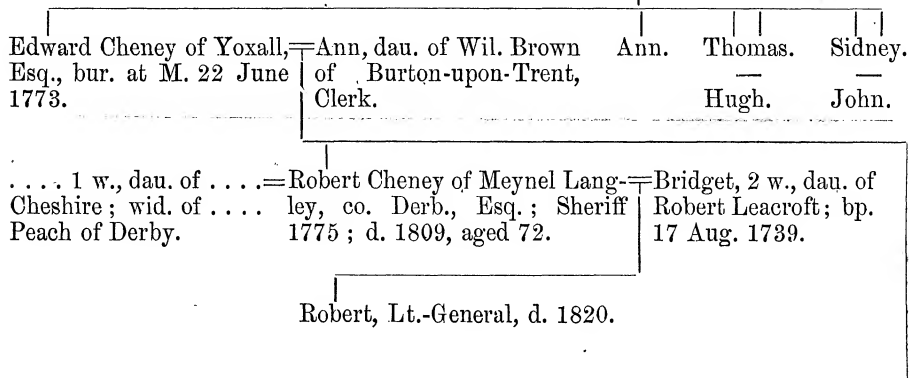 Edward Cheney of Yoxall,=Ann, dau. of Wil. Brown Ann. Thomas. Sidney.
Esq., bur. at M. 22 June of Burton-upon-Trent, — —
1773. Clerk. Hugh. John.
. . . . 1 w., dau. of . . . .=Robert Cheney of Meynel Lang-=Bridget, 2 w., dau. of
Cheshire ; wid. of . . . . ley, co. Derb., Esq. ; Sheriff Robert Leacroft ; bp.
Peach of Derby. 1775 ; d. 1809, aged 72. 17 Aug. 1739.
Robert, Lt.-General, d. 1820.